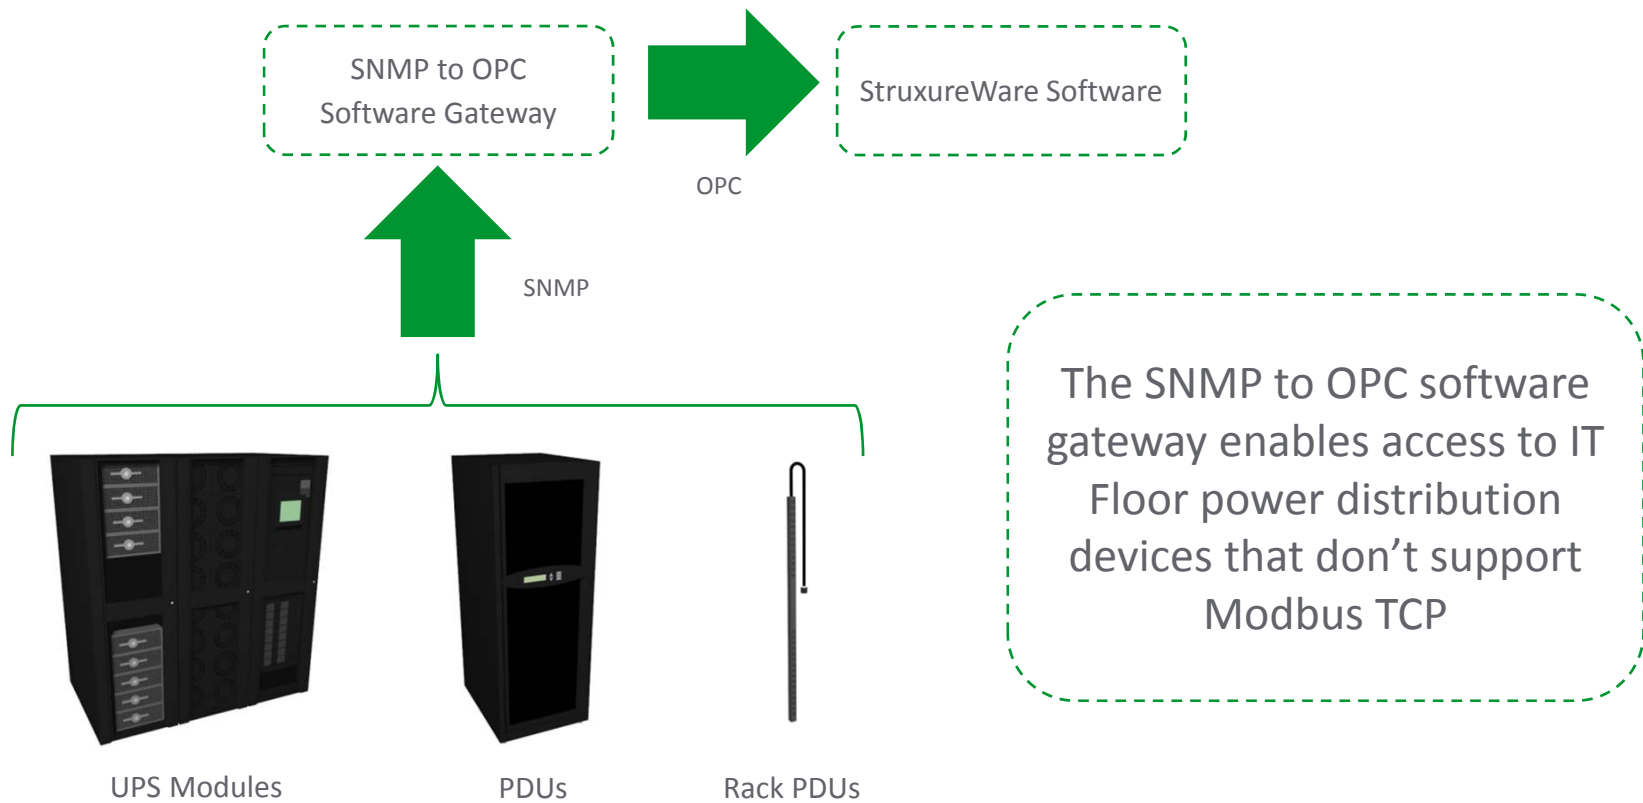 SNMP to OPC
Software Gateway
StruxureWare Software
OPC
SNMP
The SNMP to OPC software
gateway enables access to IT
Floor power distribution
devices that don’t support
Modbus TCP
UPS Modules
PDUs
Rack PDUs